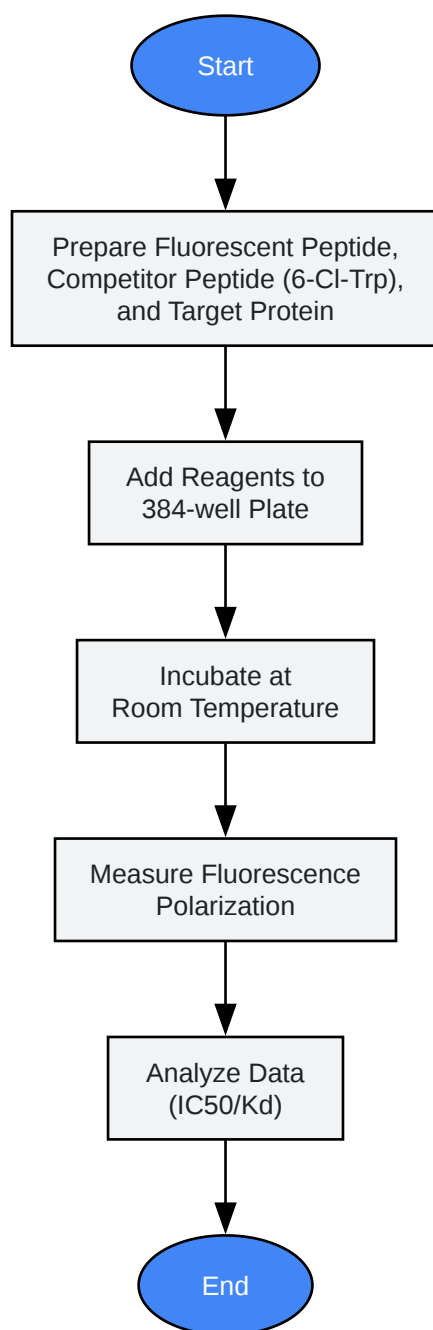 Start
Prepare Fluorescent Peptide,
Competitor Peptide (6-Cl-Trp),
and Target Protein
Add Reagents to
384-well Plate
Incubate at
Room Temperature
Measure Fluorescence
Polarization
Analyze Data
(IC50/Kd)
End